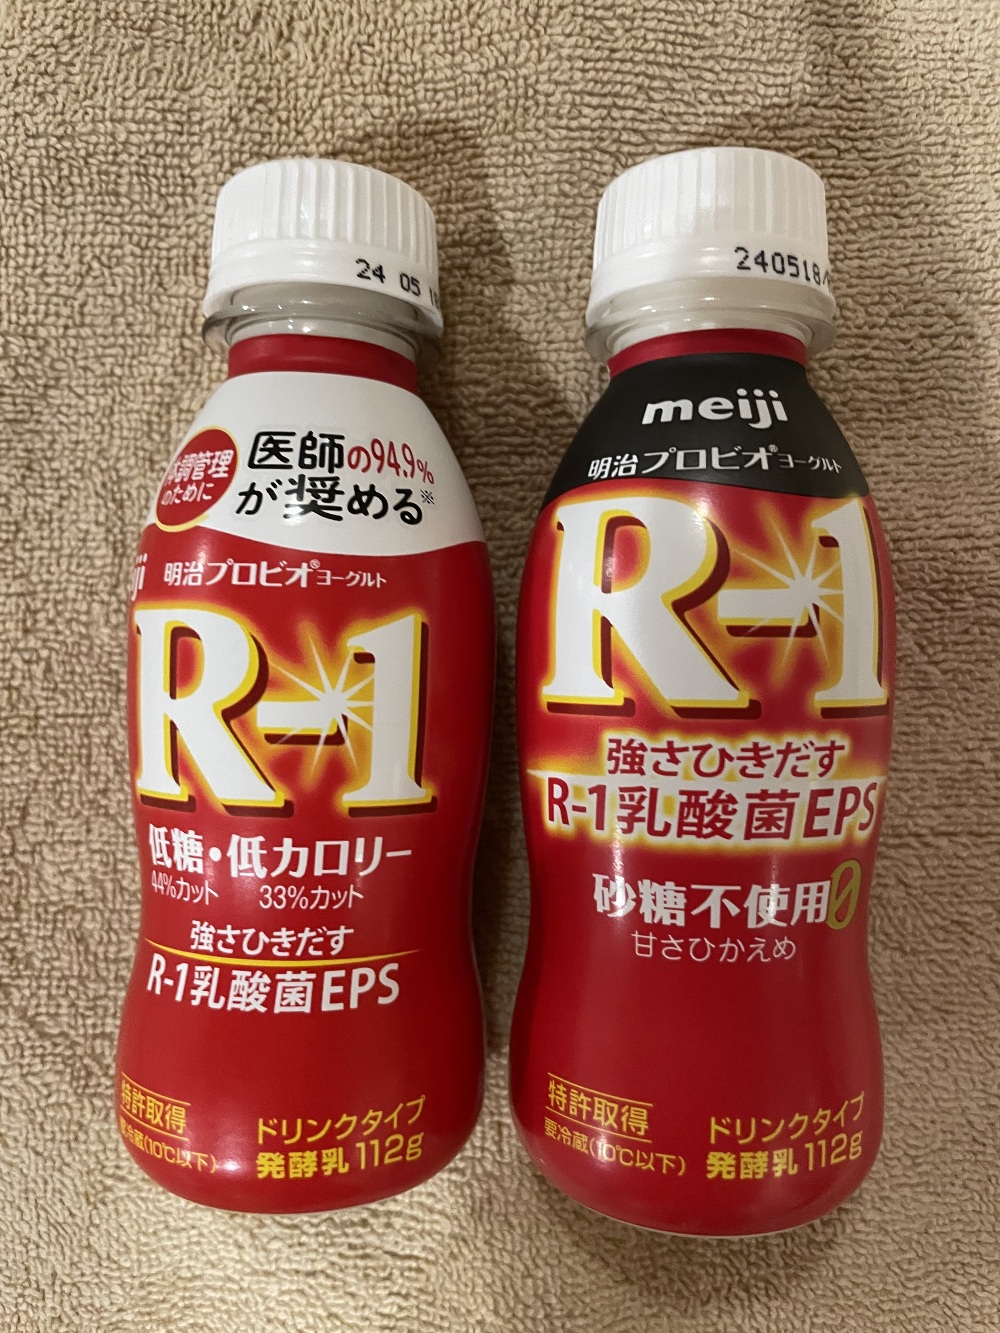 24 05
体調管理
のために
医師の94.9%
が奨める※
明治プロビオ®ヨーグルト
R-1
低糖・低カロリー
44%カット 33%カット
強さひきだす
R-1乳酸菌EPS
特許取得
要冷蔵(10℃以下)
ドリンクタイプ
発酵乳 112g
240518/
meiji
明治プロビオ®ヨーグルト
R-1
強さひきだす
R-1乳酸菌EPS
砂糖不使用0
甘さひかえめ
特許取得
要冷蔵(10℃以下)
ドリンクタイプ
発酵乳 112g